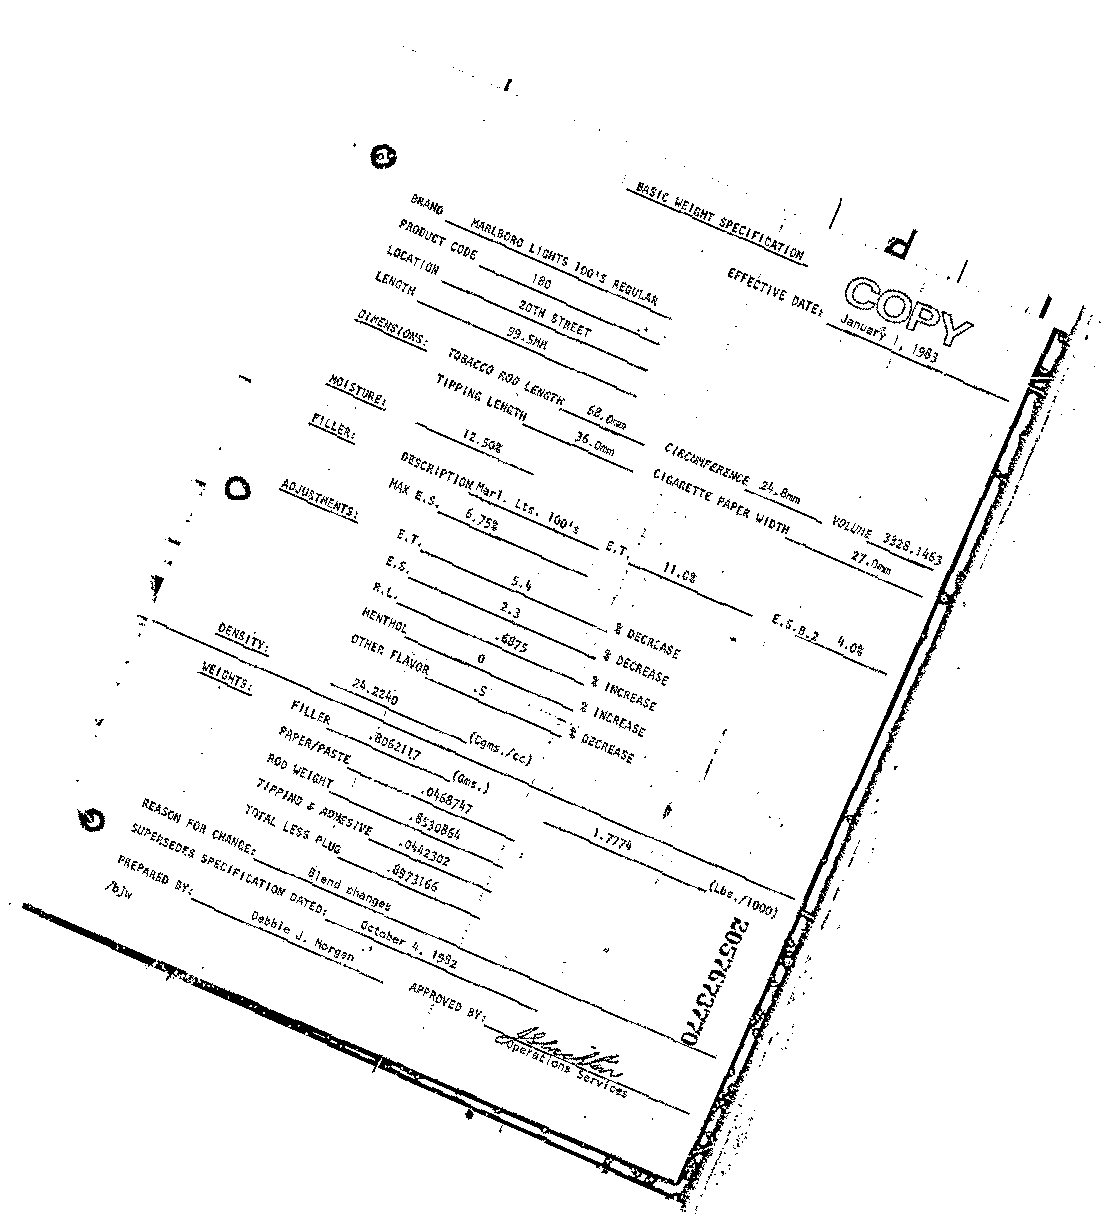 BASIC WEIGHT SPECIFICATION
COPY
EFFECTIVE DATE: January 1, 1983
BRAND MARLBORO LIGHTS 100'S REGULAR
PRODUCT CODE 180
LOCATION 20TH STREET
LENGTH 99.5MM
DIMENSIONS: TOBACCO ROD LENGTH 68.0mm CIRCUMFERENCE 24.8mm VOLUME 3328.1463
TIPPING LENGTH 36.0mm CIGARETTE PAPER WIDTH 27.0mm
MOISTURE: 12.50%
FILLER: DESCRIPTION Marl. Lts. 100's E.T. 11.0% E.S.B.2 4.0%
MAX E.S. 6.75%
ADJUSTMENTS: E.T. 5.4 % DECREASE
E.S. 2.3 % DECREASE
R.L. .6875 % INCREASE
MENTHOL 0 % INCREASE
OTHER FLAVOR .5 % DECREASE
DENSITY: 24.2240 (Cgms./cc)
WEIGHTS: FILLER .8062117 (Gms.) 1.7774 (Lbs./1000)
PAPER/PASTE .0468747
ROD WEIGHT .8530864
TIPPING & ADHESIVE .0442302
TOTAL LESS PLUG .8973166
REASON FOR CHANGE: Blend changes
SUPERSEDES SPECIFICATION DATED: October 4, 1982
PREPARED BY: Debbie J. Morgan APPROVED BY:
Operations Services
/bjw
2057673770